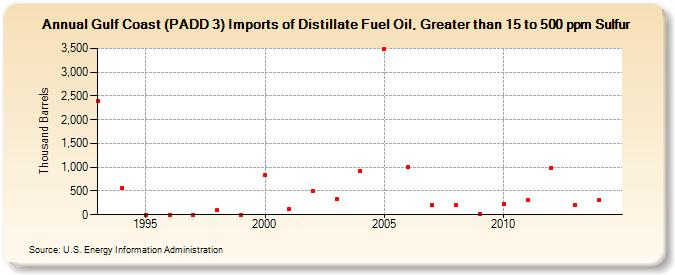 Annual Gulf Coast (PADD 3) Imports of Distillate Fuel Oil, Greater than 15 to 500 ppm Sulfur
Thousand Barrels
3,500
3,000
2,500
2,000
1,500
1,000
500
0
1995 2000 2005 2010
Source: U.S. Energy Information Administration